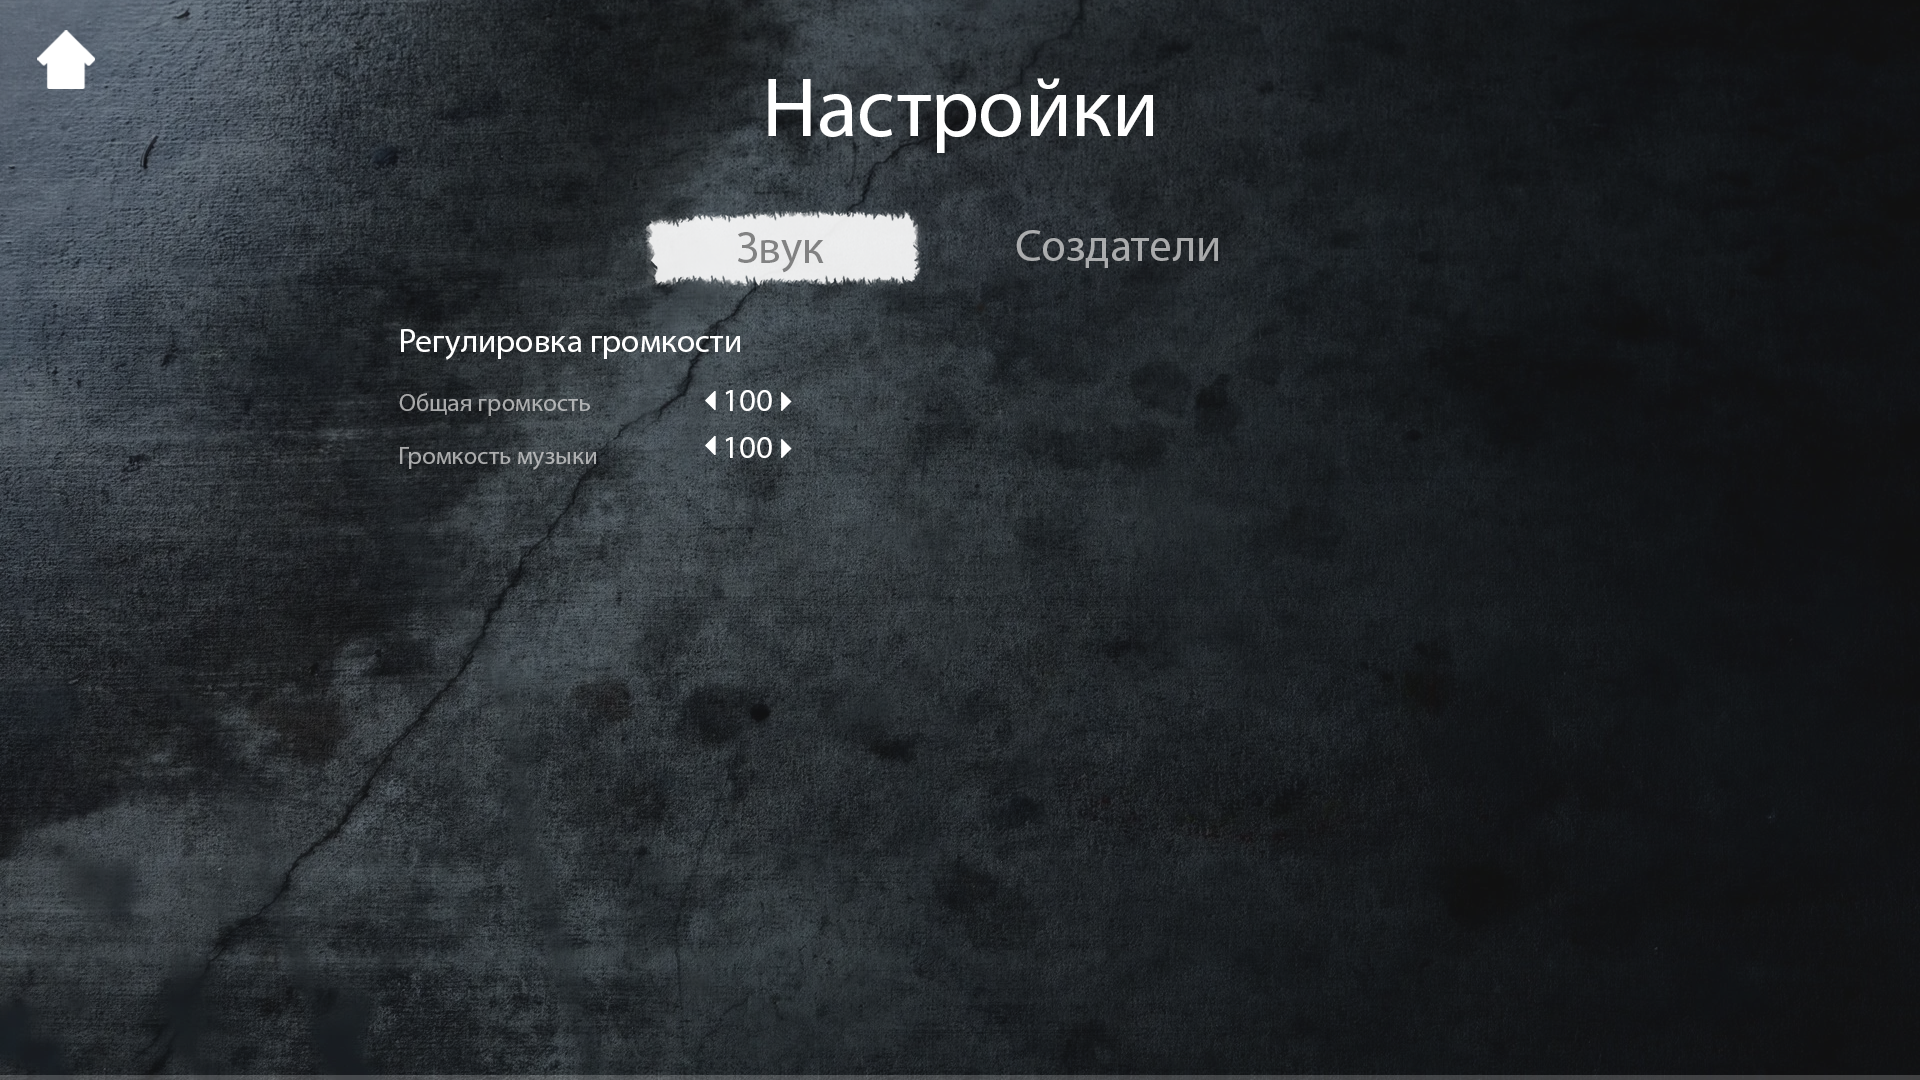 Настройки
Звук Создатели
Регулировка громкости
Общая громкость 100
Громкость музыки 100